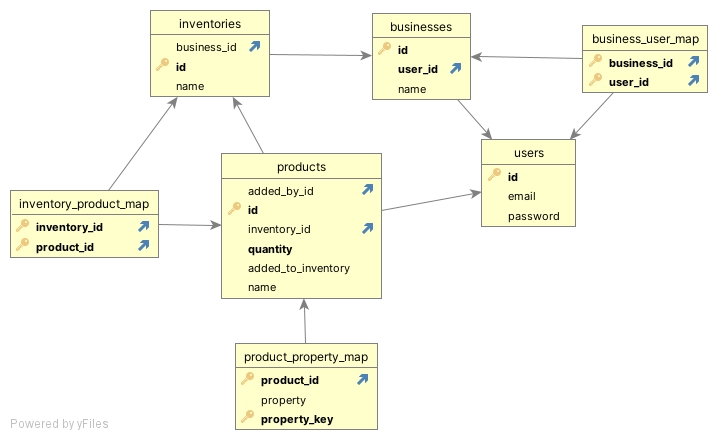 inventories
business_id
id
name
businesses
id
user_id
name
business_user_map
business_id
user_id
users
id
email
password
products
added_by_id
id
inventory_id
quantity
added_to_inventory
name
inventory_product_map
inventory_id
product_id
product_property_map
product_id
property
property_key
Powered by yFiles